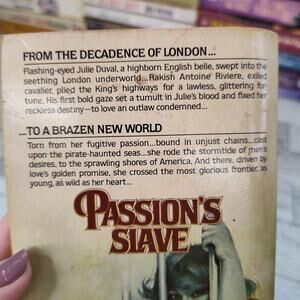 FROM THE DECADENCE OF LONDON...
Flashing-eyed Julie Duval, a highborn English belle, swept into the
seething London underworld...Rakish Antoine Riviere, exiled
cavalier, plied the King's highways for a lawless, glittering for-
tune. His first bold gaze set a tumult in Julie's blood and fixed her
reckless destiny—to love an outlaw condemned...
...TO A BRAZEN NEW WORLD
Torn from her fugitive passion...bound in unjust chains...cast
upon the pirate-haunted seas...she rode the stormtide of men's
desires, to the sprawling shores of America. And there, driven by
love's golden promise, she crossed the most glorious frontier, as
young, as wild as her heart...
PASSION'S
SLAVE